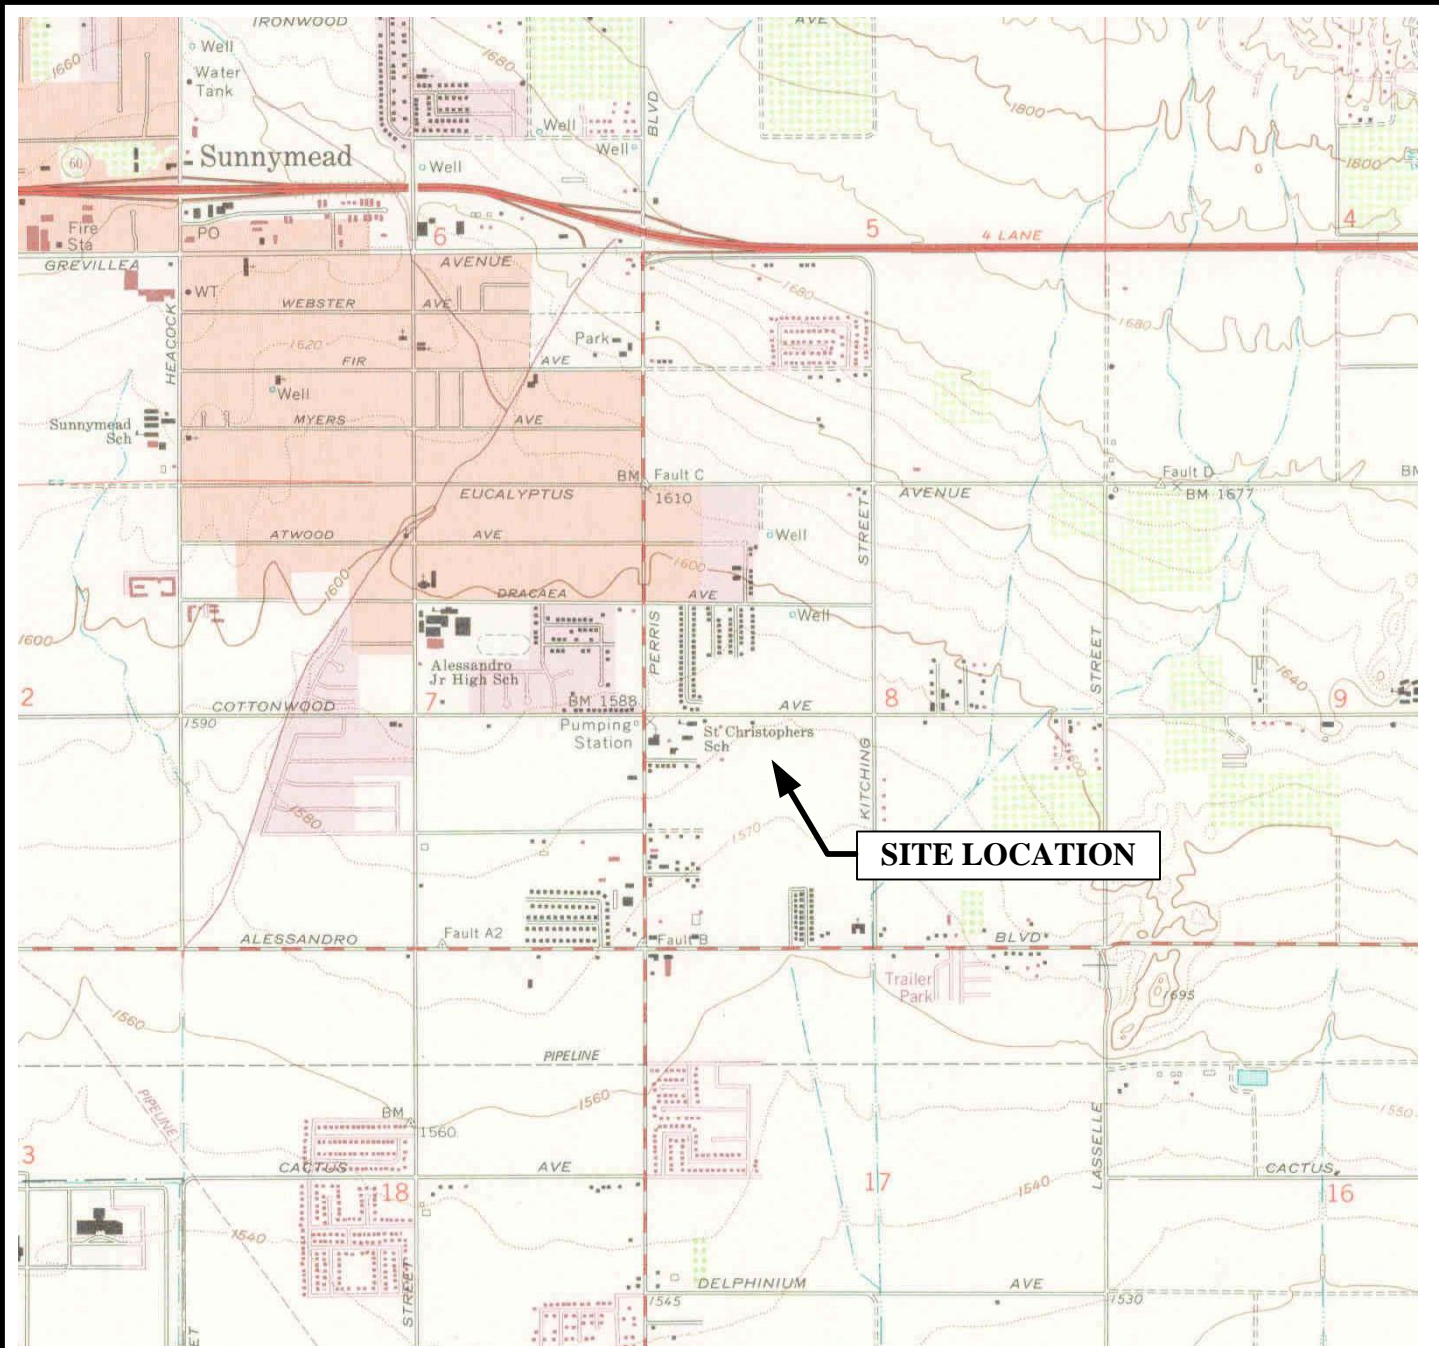 IRONWOOD
AVE
1660
Well
Water
Tank
1680
BLVD
Well
Well
1800
60
Sunnymead
Well
1800
Fire
Sta
PO
6
5
4
4 LANE
GREVILLEA
AVENUE
WT
WEBSTER
AVE
1680
HEACOCK
1620
Park
1680
FIR
AVE
Well
Sunnymead
Sch
MYERS
AVE
BM
Fault C
1610
Fault D
BM
EUCALYPTUS
AVENUE
BM 1677
ATWOOD
AVE
Well
STREET
1600
1600
DRACAEA
AVE
1600
Well
PERRIS
STREET
Alessandro
Jr High Sch
1640
2
7
BM 1588
8
9
COTTONWOOD
AVE
1590
Pumping
Station
St Christophers
Sch
KITCHING
1600
1580
1570
SITE LOCATION
ALESSANDRO
Fault A2
Fault B
BLVD
Trailer
Park
1695
1560
PIPELINE
PIPELINE
1560
BM
1560
LASSELLE
1550
3
CACTUS
AVE
CACTUS
18
17
1540
16
1540
STREET
DELPHINIUM
AVE
1545
1530
ET